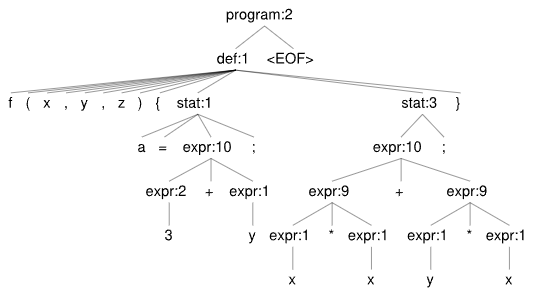 program:2
def:1 <EOF>
f ( x , y , z ) { stat:1 stat:3 }
a = expr:10 ; expr:10 ;
expr:2 + expr:1 expr:9 + expr:9
3 y expr:1 * expr:1 expr:1 * expr:1
x x y x